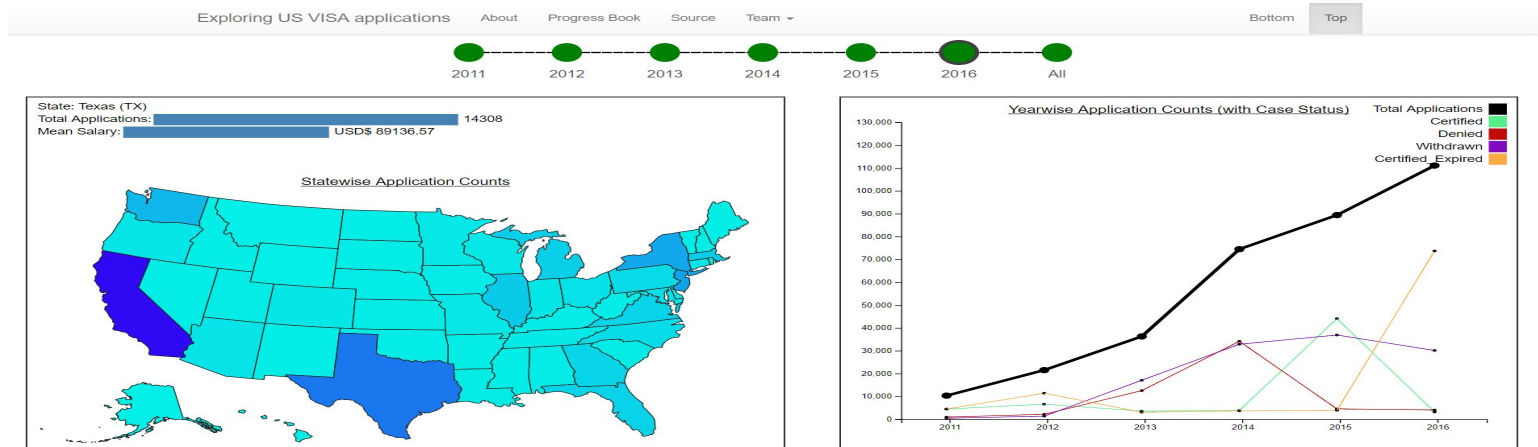 Exploring US VISA applications About Progress Book Source Team Bottom Top
2011 2012 2013 2014 2015 2016 All
State: Texas (TX)
Total Applications: 14308
Mean Salary: USD$ 89136.57
Statewise Application Counts
Yearwise Application Counts (with Case Status)
Total Applications
Certified
Denied
Withdrawn
Certified_Expired
130,000
120,000
110,000
100,000
90,000
80,000
70,000
60,000
50,000
40,000
30,000
20,000
10,000
0
2011 2012 2013 2014 2015 2016